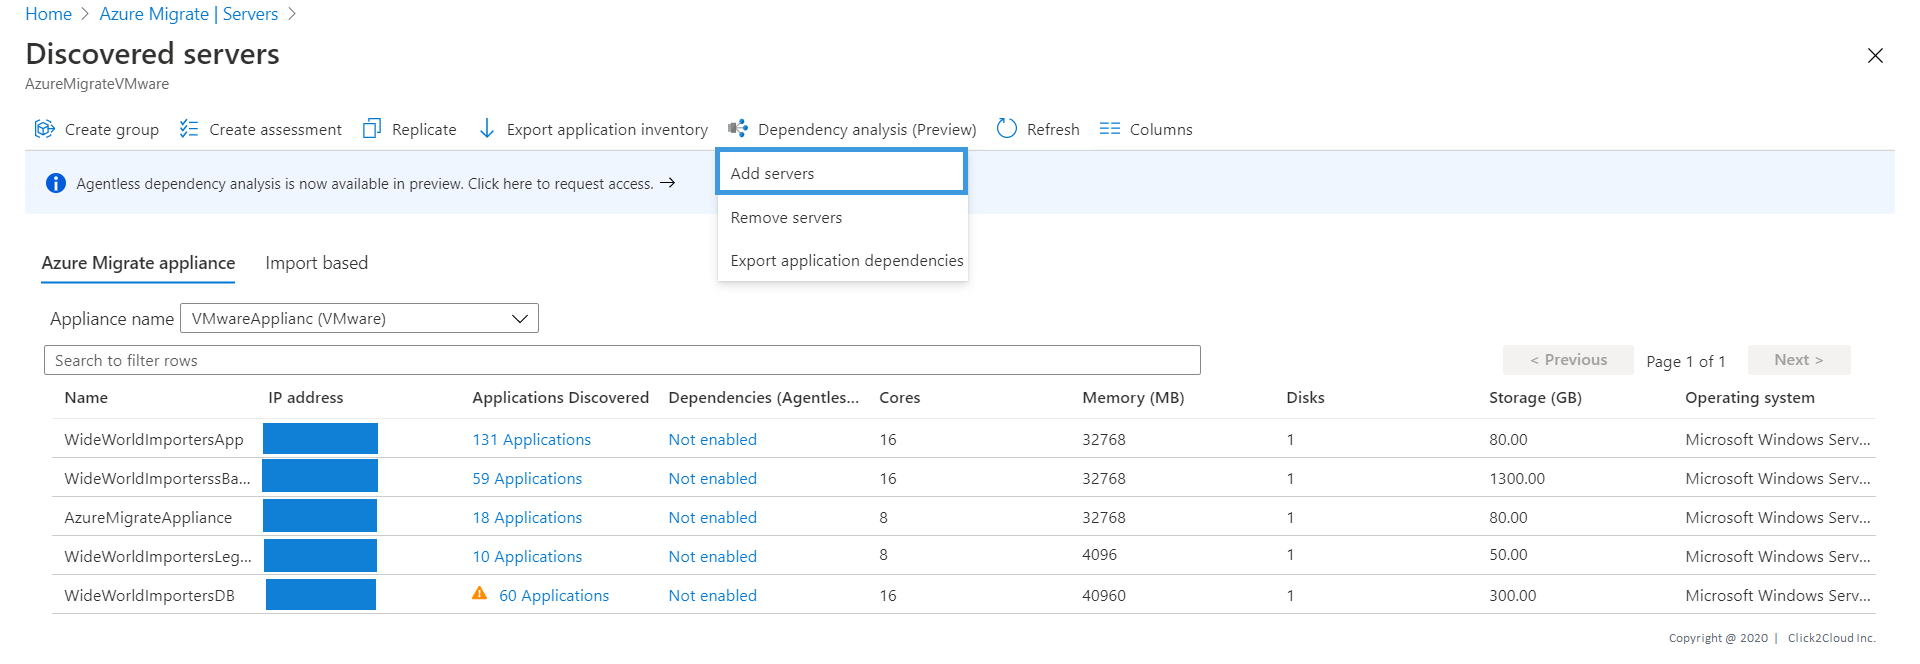 Home > Azure Migrate | Servers >
Discovered servers
AzureMigrateVMware
Create group Create assessment Replicate Export application inventory Dependency analysis (Preview) Refresh Columns
Agentless dependency analysis is now available in preview. Click here to request access. →
Add servers
Remove servers
Export application dependencies
Azure Migrate appliance Import based
Appliance name VMwareApplianc (VMware)
Search to filter rows
< Previous Page 1 of 1 Next >
Name IP address Applications Discovered Dependencies (Agentles... Cores Memory (MB) Disks Storage (GB) Operating system
WideWorldImportersApp 131 Applications Not enabled 16 32768 1 80.00 Microsoft Windows Serv...
WideWorldImporterssBa... 59 Applications Not enabled 16 32768 1 1300.00 Microsoft Windows Serv...
AzureMigrateAppliance 18 Applications Not enabled 8 32768 1 80.00 Microsoft Windows Serv...
WideWorldImportersLeg... 10 Applications Not enabled 8 4096 1 50.00 Microsoft Windows Serv...
WideWorldImportersDB 60 Applications Not enabled 16 40960 1 300.00 Microsoft Windows Serv...
Copyright @ 2020 | Click2Cloud Inc.